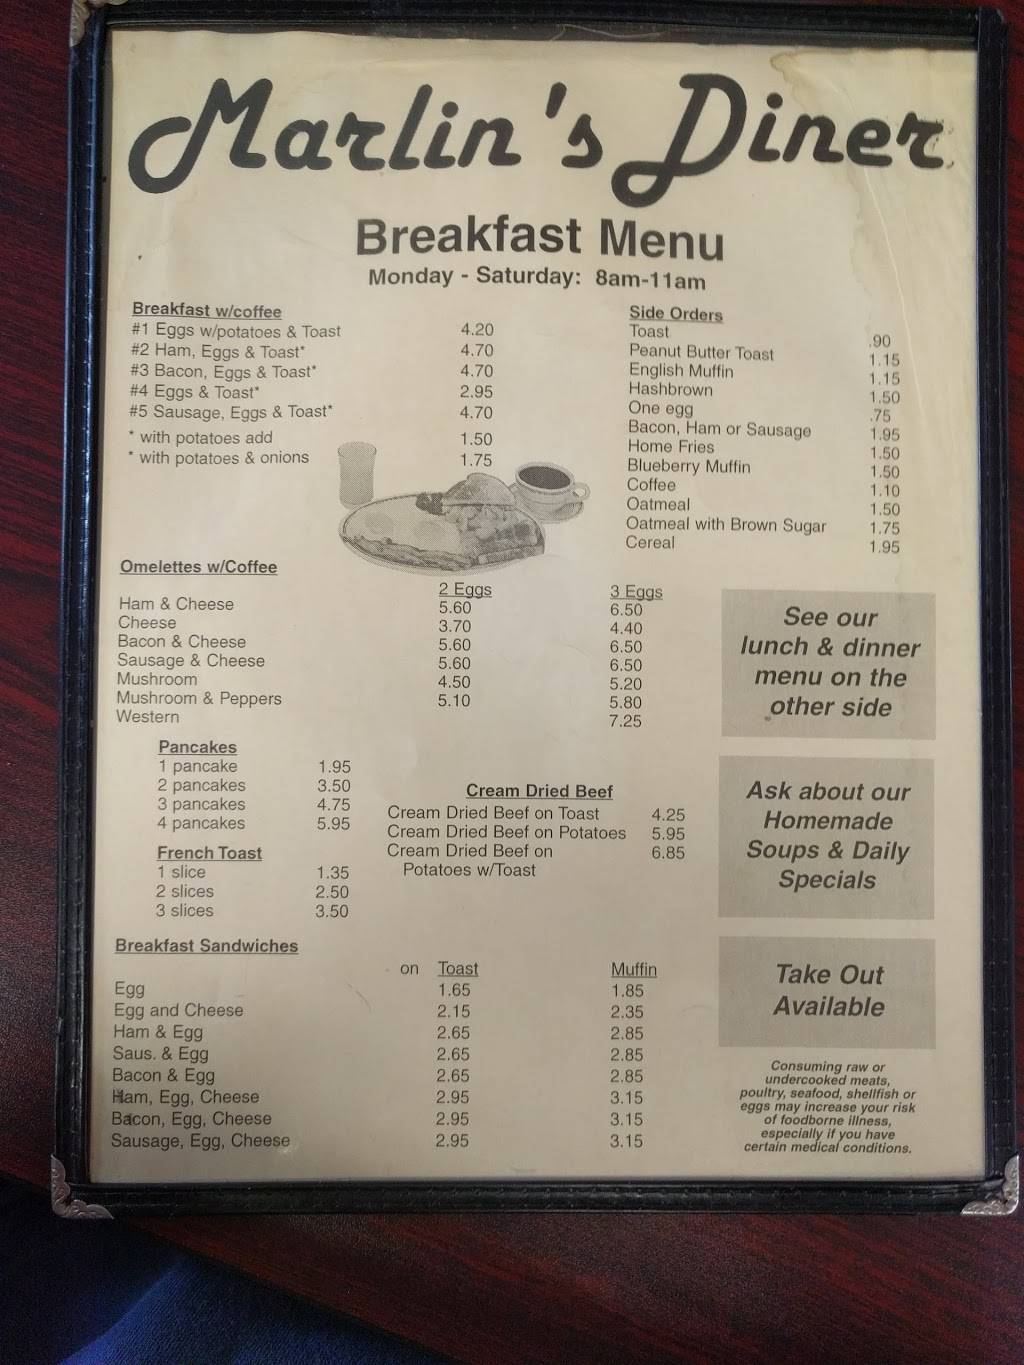 Marlin's Diner
Breakfast Menu
Monday - Saturday: 8am-11am
Breakfast w/coffee
#1 Eggs w/potatoes & Toast 4.20
#2 Ham, Eggs & Toast* 4.70
#3 Bacon, Eggs & Toast* 4.70
#4 Eggs & Toast* 2.95
#5 Sausage, Eggs & Toast* 4.70
* with potatoes add 1.50
* with potatoes & onions 1.75
Side Orders
Toast .90
Peanut Butter Toast 1.15
English Muffin 1.15
Hashbrown 1.50
One egg .75
Bacon, Ham or Sausage 1.95
Home Fries 1.50
Blueberry Muffin 1.50
Coffee 1.10
Oatmeal 1.50
Oatmeal with Brown Sugar 1.75
Cereal 1.95
Omelettes w/Coffee
2 Eggs 3 Eggs
Ham & Cheese 5.60 6.50
Cheese 3.70 4.40
Bacon & Cheese 5.60 6.50
Sausage & Cheese 5.60 6.50
Mushroom 4.50 5.20
Mushroom & Peppers 5.10 5.80
Western 7.25
Pancakes
1 pancake 1.95
2 pancakes 3.50
3 pancakes 4.75
4 pancakes 5.95
French Toast
1 slice 1.35
2 slices 2.50
3 slices 3.50
Cream Dried Beef
Cream Dried Beef on Toast 4.25
Cream Dried Beef on Potatoes 5.95
Cream Dried Beef on 6.85
Potatoes w/Toast
Breakfast Sandwiches
on Toast Muffin
Egg 1.65 1.85
Egg and Cheese 2.15 2.35
Ham & Egg 2.65 2.85
Saus. & Egg 2.65 2.85
Bacon & Egg 2.65 2.85
Ham, Egg, Cheese 2.95 3.15
Bacon, Egg, Cheese 2.95 3.15
Sausage, Egg, Cheese 2.95 3.15
See our
lunch & dinner
menu on the
other side
Ask about our
Homemade
Soups & Daily
Specials
Take Out
Available
Consuming raw or
undercooked meats,
poultry, seafood, shellfish or
eggs may increase your risk
of foodborne illness,
especially if you have
certain medical conditions.